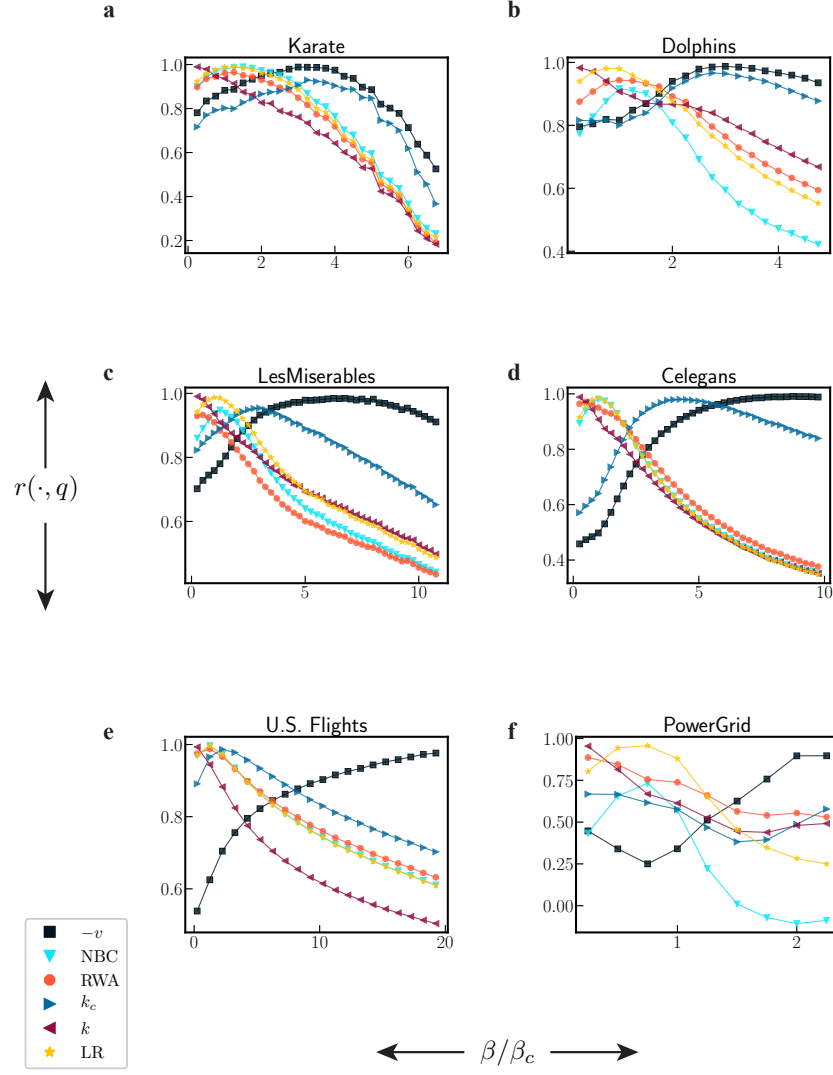 a
Karate
1.0
0.8
0.6
0.4
0.2
0
2
4
6
b
Dolphins
1.0
0.8
0.6
0.4
2
4
c
LesMiserables
1.0
0.8
0.6
0
5
10
d
Celegans
1.0
0.8
0.6
0.4
0
5
10
r(·, q)
e
U.S. Flights
1.0
0.8
0.6
0
10
20
f
PowerGrid
1.00
0.75
0.50
0.25
0.00
1
2
−v
NBC
RWA
k_c
k
LR
β/β_c